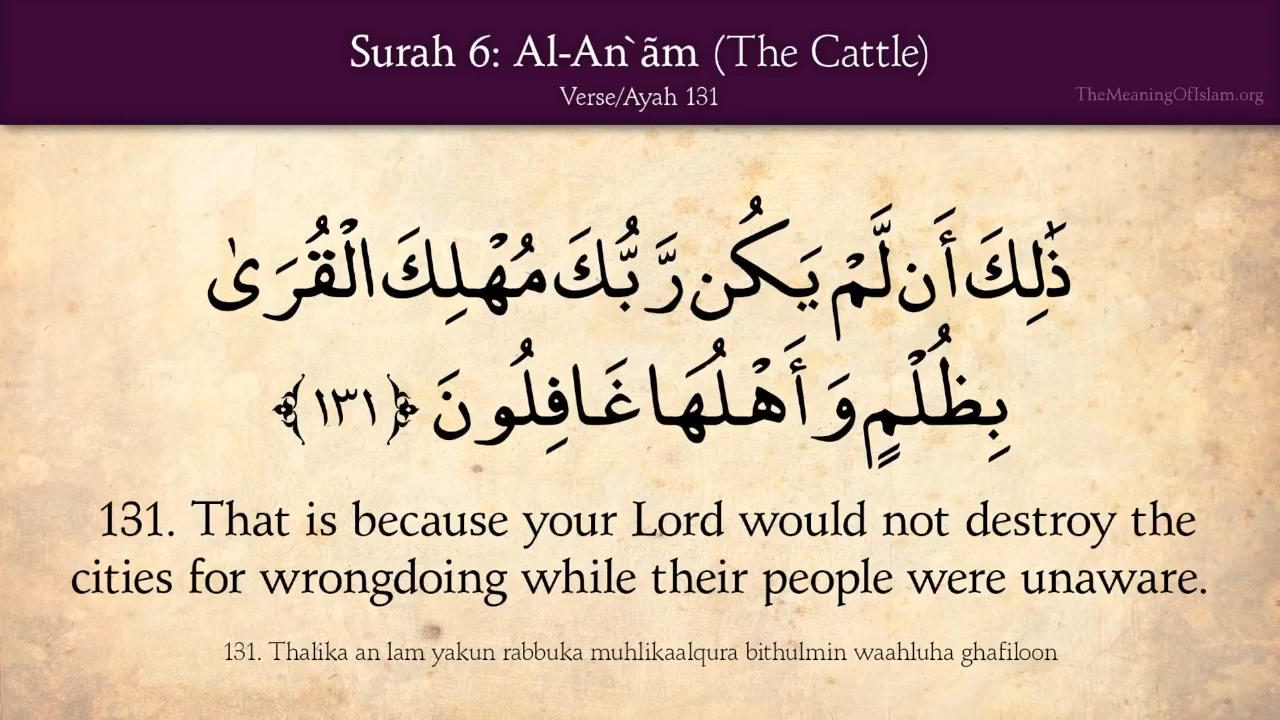 Surah 6: Al-An`ãm (The Cattle)
Verse/Ayah 131
TheMeaningOfIslam.org
ذَٰلِكَ أَن لَّمْ يَكُن رَّبُّكَ مُهْلِكَ الْقُرَىٰ
بِظُلْمٍ وَأَهْلُهَا غَافِلُونَ ﴿١٣١﴾
131. That is because your Lord would not destroy the
cities for wrongdoing while their people were unaware.
131. Thalika an lam yakun rabbuka muhlikaalqura bithulmin waahluha ghafiloon